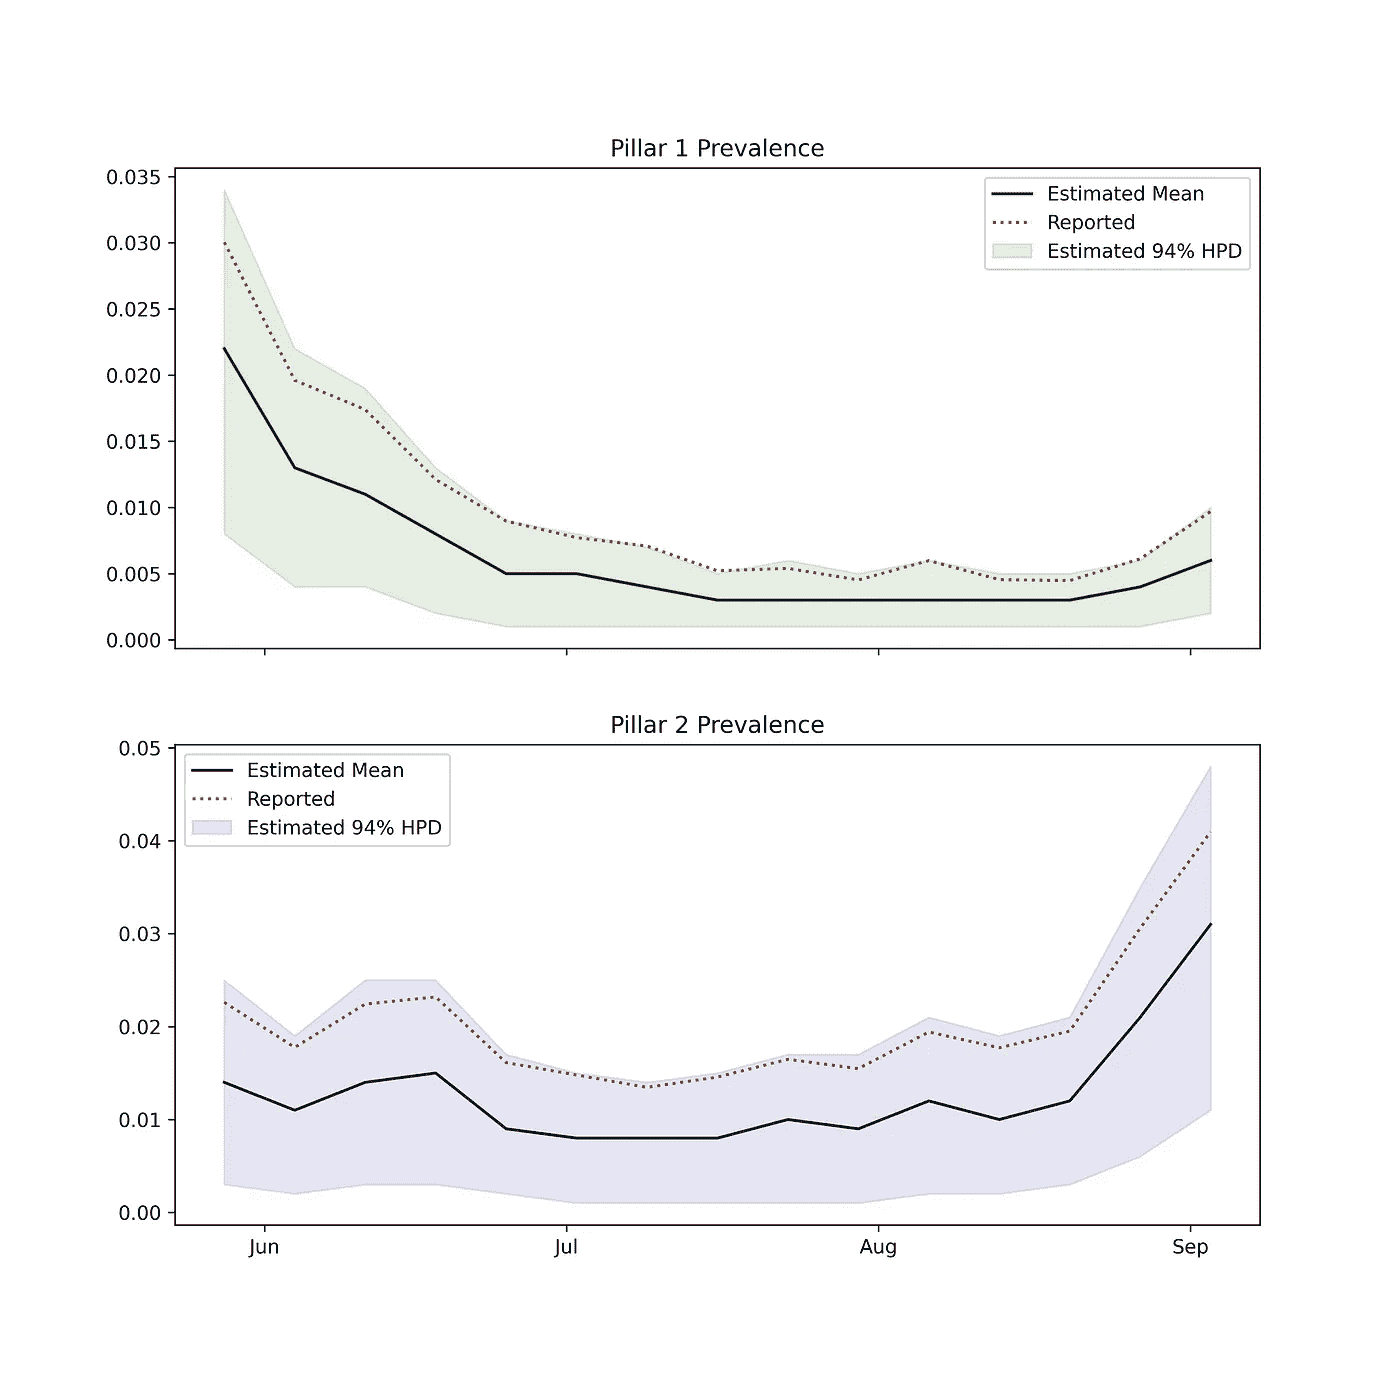 Pillar 1 Prevalence
0.035
0.030
0.025
0.020
0.015
0.010
0.005
0.000
Estimated Mean
Reported
Estimated 94% HPD
Pillar 2 Prevalence
0.05
0.04
0.03
0.02
0.01
0.00
Estimated Mean
Reported
Estimated 94% HPD
Jun Jul Aug Sep